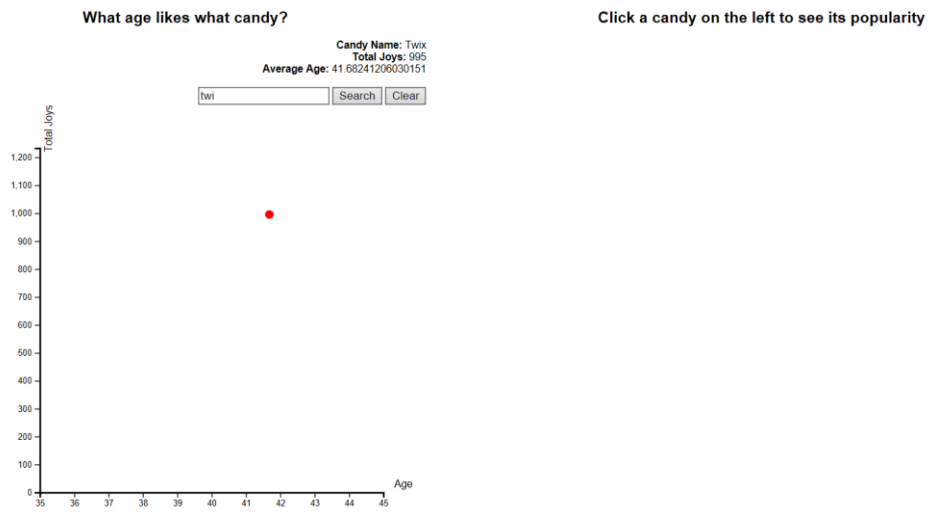 What age likes what candy?
Click a candy on the left to see its popularity
Candy Name: Twix
Total Joys: 995
Average Age: 41.68241206030151
twi Search Clear
Total Joys
1,200
1,100
1,000
900
800
700
600
500
400
300
200
100
0
Age
35 36 37 38 39 40 41 42 43 44 45